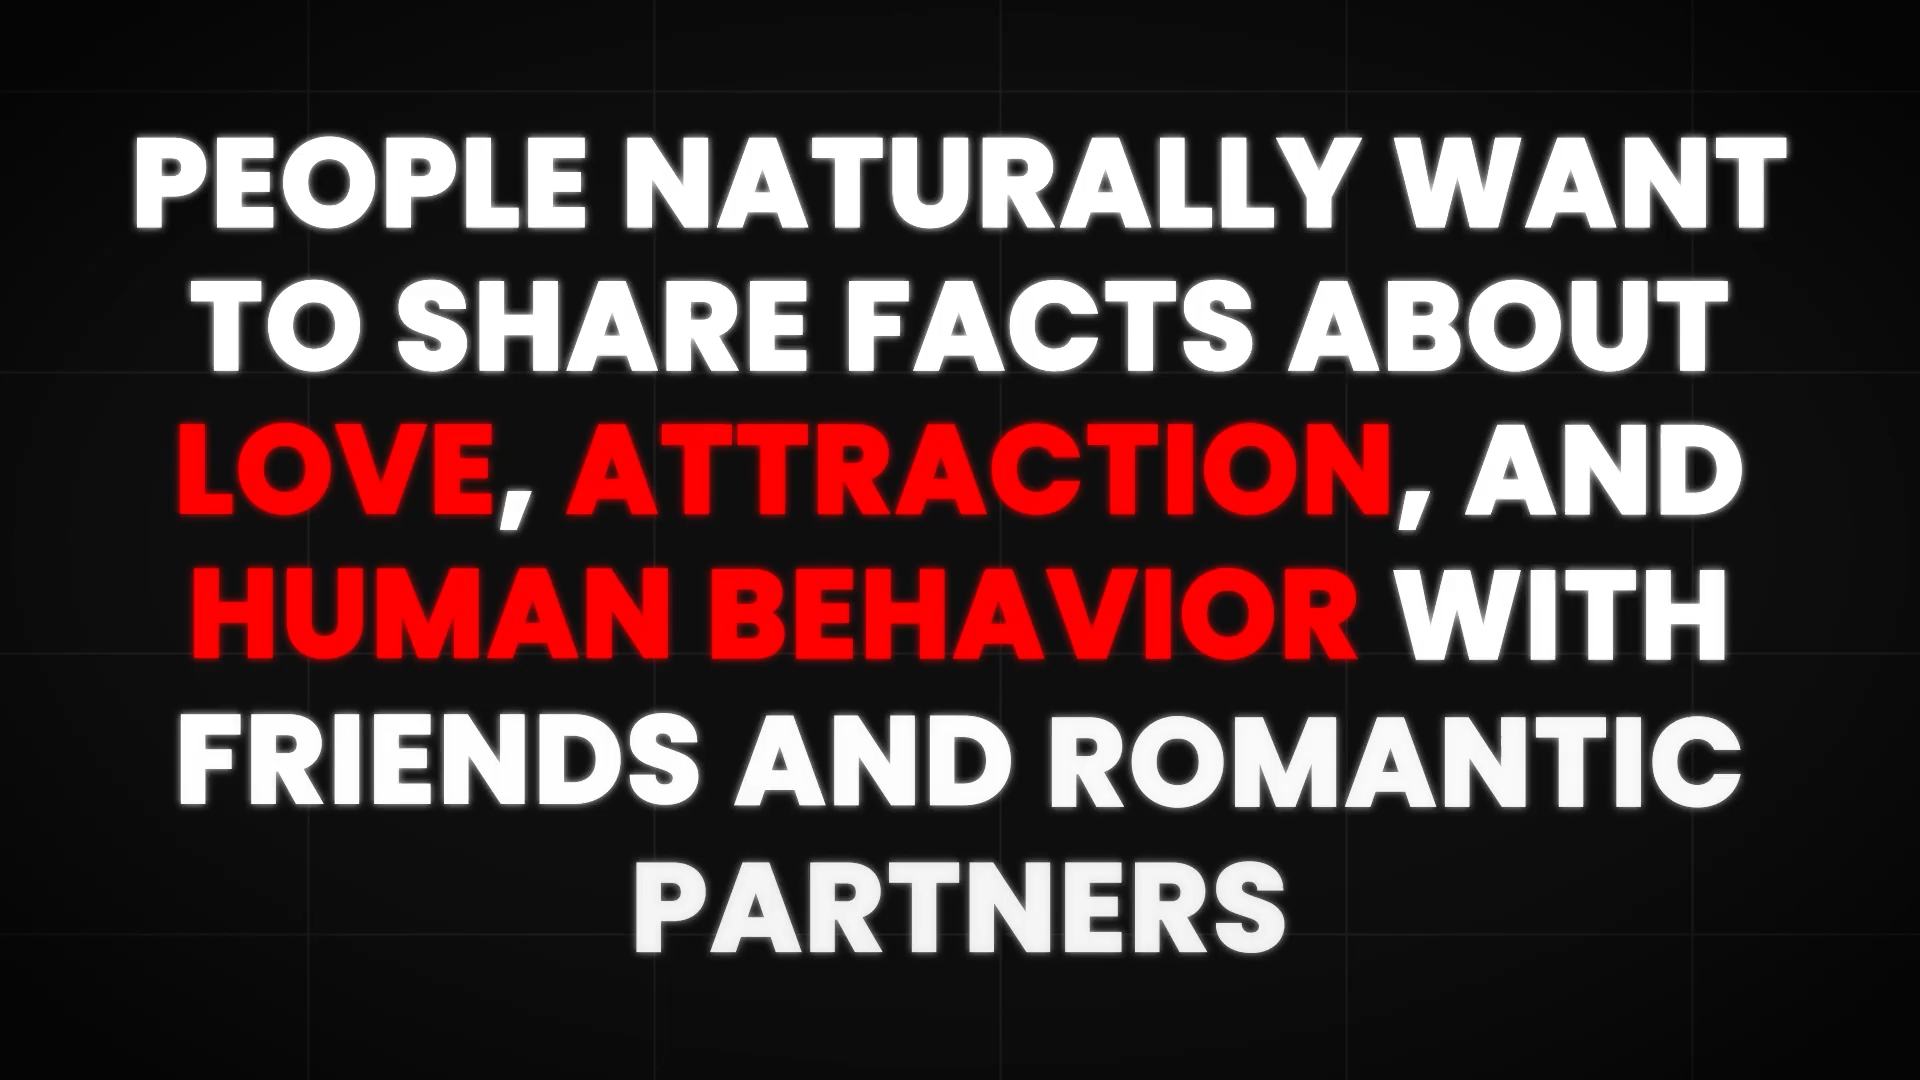 PEOPLE NATURALLY WANT
TO SHARE FACTS ABOUT
LOVE, ATTRACTION, AND
HUMAN BEHAVIOR WITH
FRIENDS AND ROMANTIC
PARTNERS